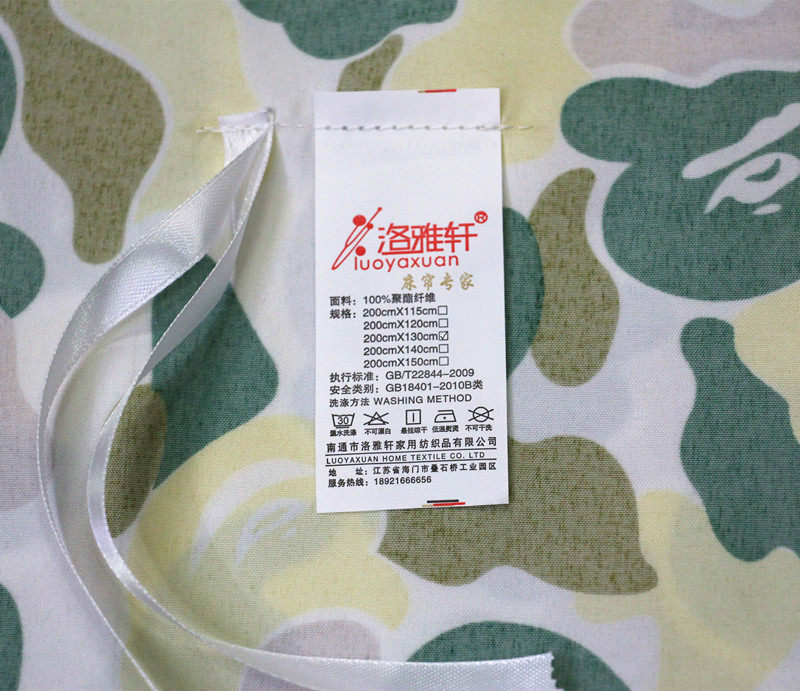 洛雅轩®
luoyaxuan
床帘专家
面料：100%聚酯纤维
规格：200cmX115cm□
200cmX120cm□
200cmX130cm☑
200cmX140cm□
200cmX150cm□
执行标准：GB/T22844-2009
安全类别：GB18401-2010B类
洗涤方法 WASHING METHOD
30
温水洗涤 不可漂白 悬挂晾干 低温熨烫 不可干洗
南通市洛雅轩家用纺织品有限公司
LUOYAXUAN HOME TEXTILE CO. LTD
地 址：江苏省海门市叠石桥工业园区
服务热线：18921666656